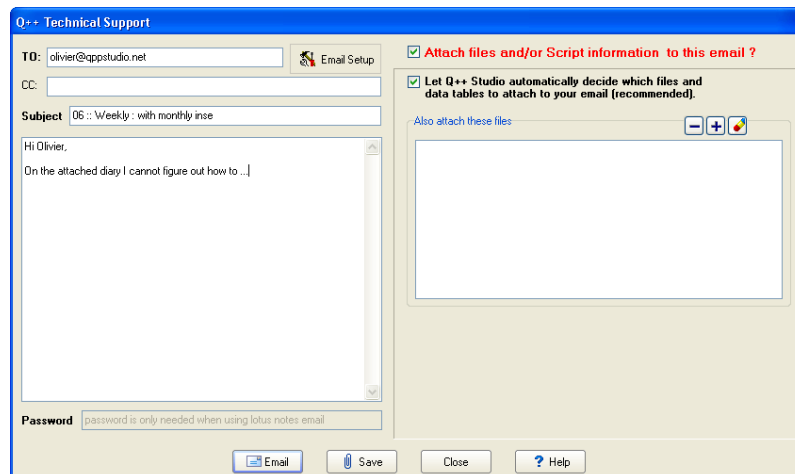 Q++ Technical Support
TO: olivier@qppstudio.net
Email Setup
CC:
Subject 06 :: Weekly : with monthly inse
Hi Olivier,
On the attached diary I cannot figure out how to ...
Password password is only needed when using lotus notes email
Attach files and/or Script information to this email ?
Let Q++ Studio automatically decide which files and
data tables to attach to your email (recommended).
Also attach these files
Email Save Close ? Help